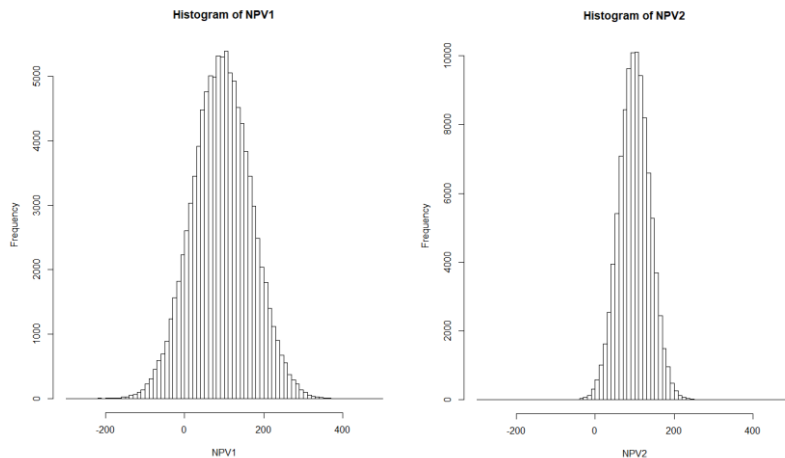 Histogram of NPV1
Frequency
5000
4000
3000
2000
1000
0
-200 0 200 400
NPV1
Histogram of NPV2
Frequency
10000
8000
6000
4000
2000
0
-200 0 200 400
NPV2